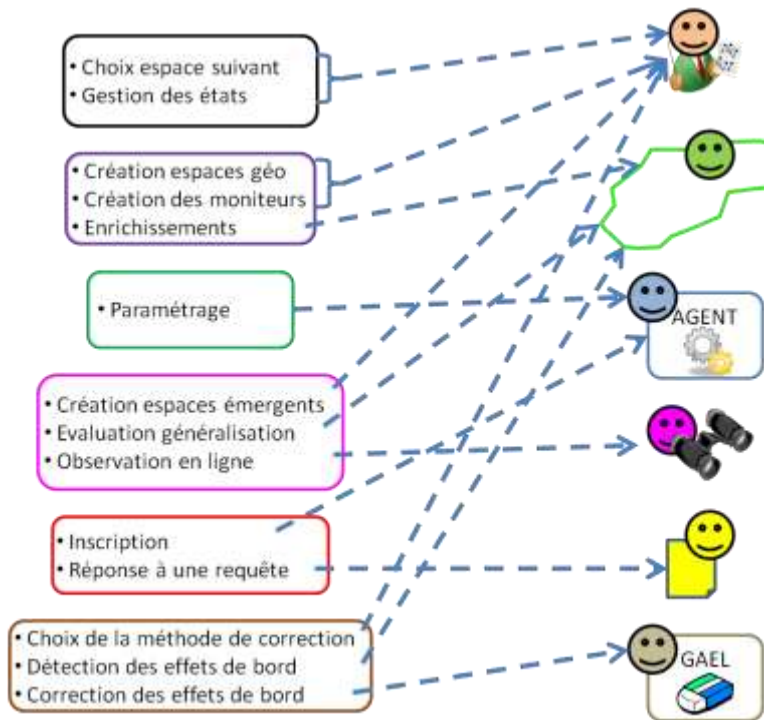 • Choix espace suivant
• Gestion des états
• Création espaces géo
• Création des moniteurs
• Enrichissements
• Paramétrage
AGENT
• Création espaces émergents
• Evaluation généralisation
• Observation en ligne
• Inscription
• Réponse à une requête
• Choix de la méthode de correction
• Détection des effets de bord
• Correction des effets de bord
GAEL